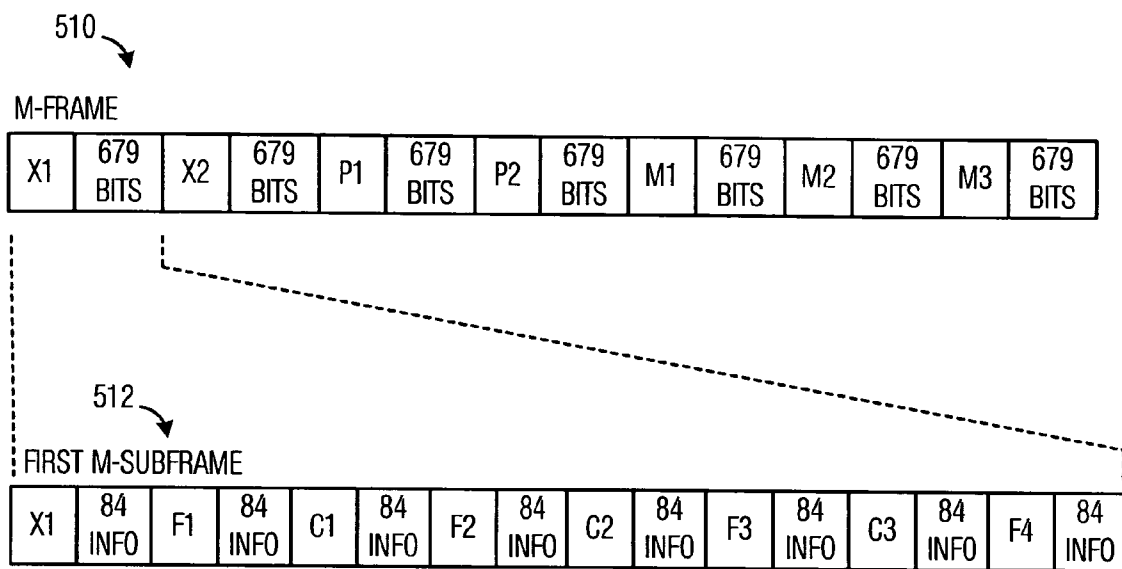 510
M-FRAME
X1 679 BITS X2 679 BITS P1 679 BITS P2 679 BITS M1 679 BITS M2 679 BITS M3 679 BITS
512
FIRST M-SUBFRAME
X1 84 INFO F1 84 INFO C1 84 INFO F2 84 INFO C2 84 INFO F3 84 INFO C3 84 INFO F4 84 INFO